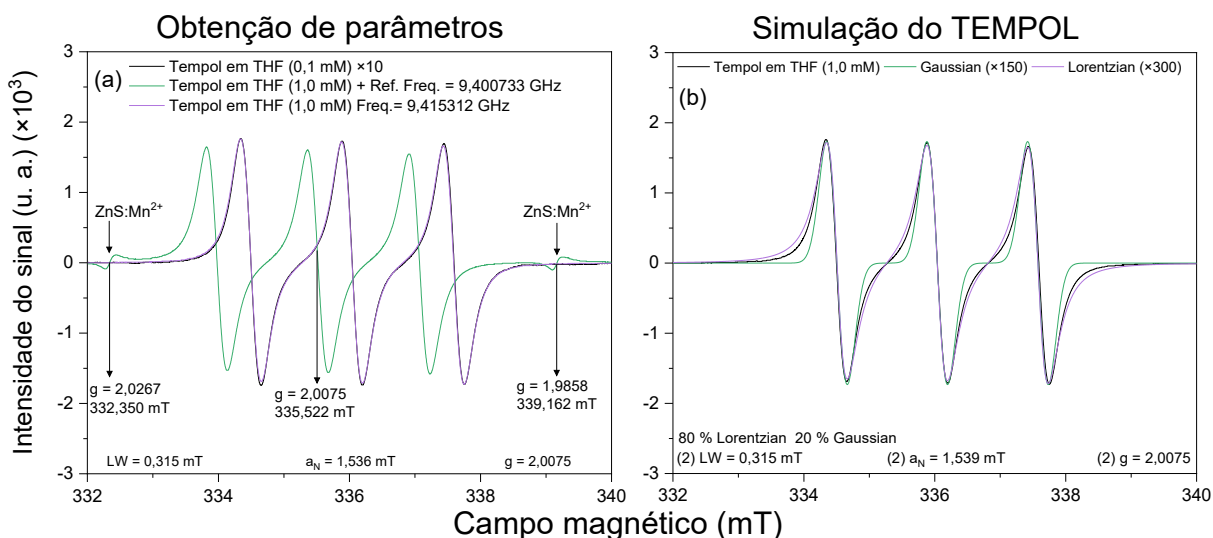 Obtenção de parâmetros
Simulação do TEMPOL
Intensidade do sinal (u. a.) (×10³)
3
2
1
0
-1
-2
-3
(a)
Tempol em THF (0,1 mM) ×10
Tempol em THF (1,0 mM) + Ref. Freq. = 9,400733 GHz
Tempol em THF (1,0 mM) Freq.= 9,415312 GHz
ZnS:Mn²⁺
ZnS:Mn²⁺
g = 2,0267
332,350 mT
g = 2,0075
335,522 mT
g = 1,9858
339,162 mT
LW = 0,315 mT
a_N = 1,536 mT
g = 2,0075
332
334
336
338
340
3
2
1
0
-1
-2
-3
(b)
Tempol em THF (1,0 mM)
Gaussian (×150)
Lorentzian (×300)
80 % Lorentzian 20 % Gaussian
(2) LW = 0,315 mT
(2) a_N = 1,539 mT
(2) g = 2,0075
332
334
336
338
340
Campo magnético (mT)